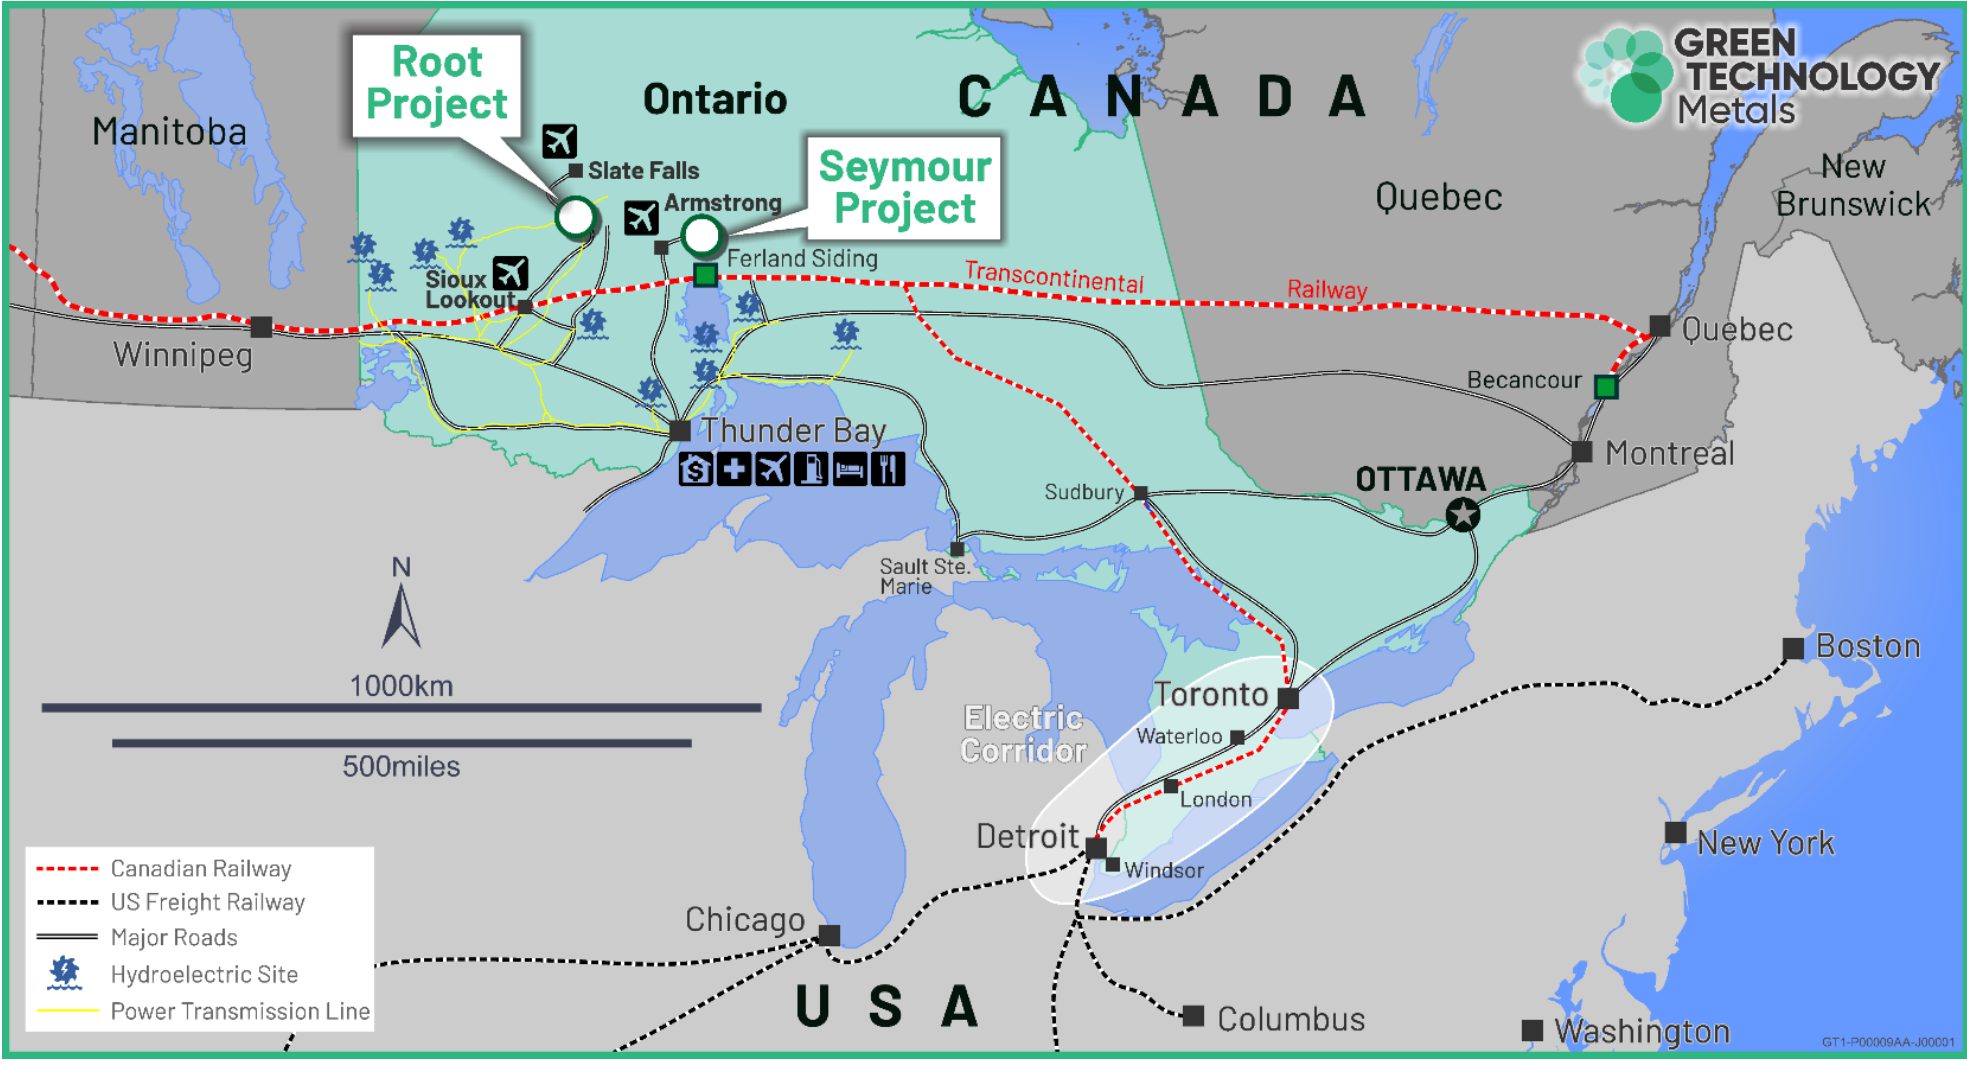 GREEN
TECHNOLOGY
Metals
Root
Project
Ontario
CANADA
Manitoba
Slate Falls
Seymour
Project
Armstrong
Quebec
New
Brunswick
Ferland Siding
Sioux
Lookout
Transcontinental
Railway
Winnipeg
Quebec
Becancour
Thunder Bay
Montreal
OTTAWA
Sudbury
Sault Ste.
Marie
N
1000km
500miles
Boston
Toronto
Electric
Corridor
Waterloo
London
Detroit
Windsor
New York
Chicago
USA
Columbus
Washington
Canadian Railway
US Freight Railway
Major Roads
Hydroelectric Site
Power Transmission Line
GT1-P00009AA-J00001